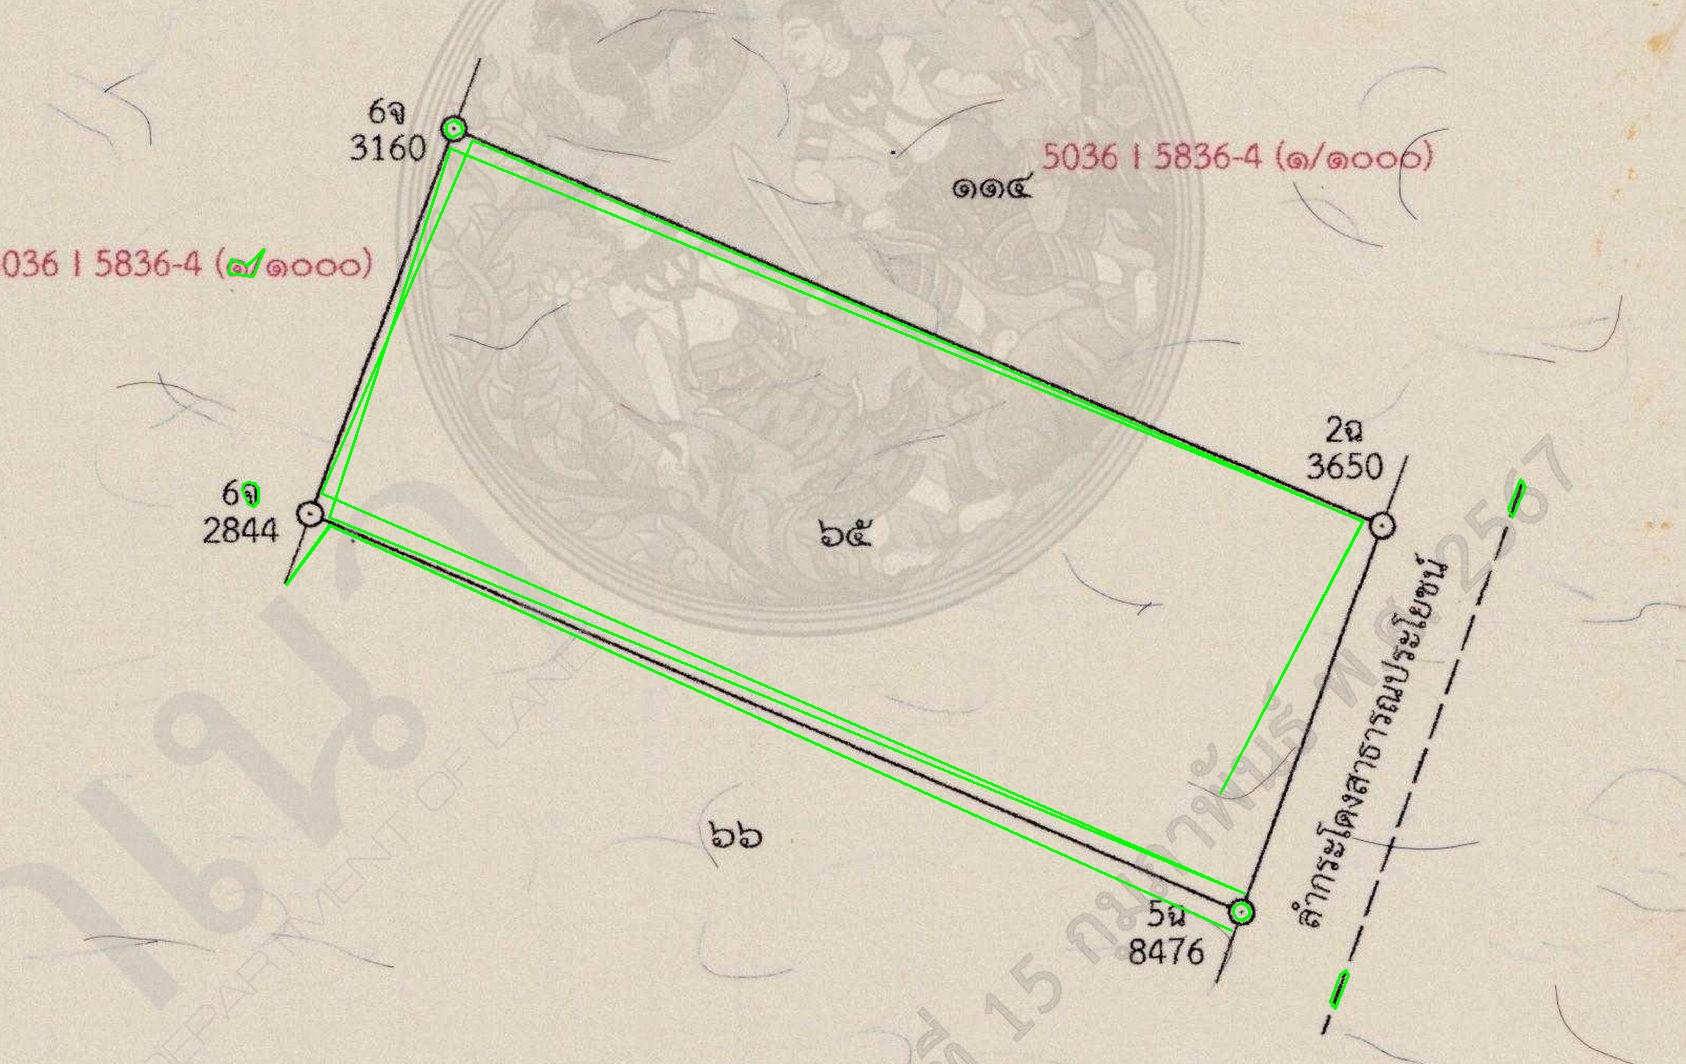 6จ
3160
5036 I 5836-4 (๑/๑๐๐๐)
๑๑๔
036 I 5836-4 (๑/๑๐๐๐)
2ฉ
3650
6จ
2844
๖๕
ลำกระโดงสาธารณประโยชน์
๖๖
5ฉ
8476
ที่ 15 กุมภาพันธ์ พ.ศ. 2567
DEPARTMENT OF LAND